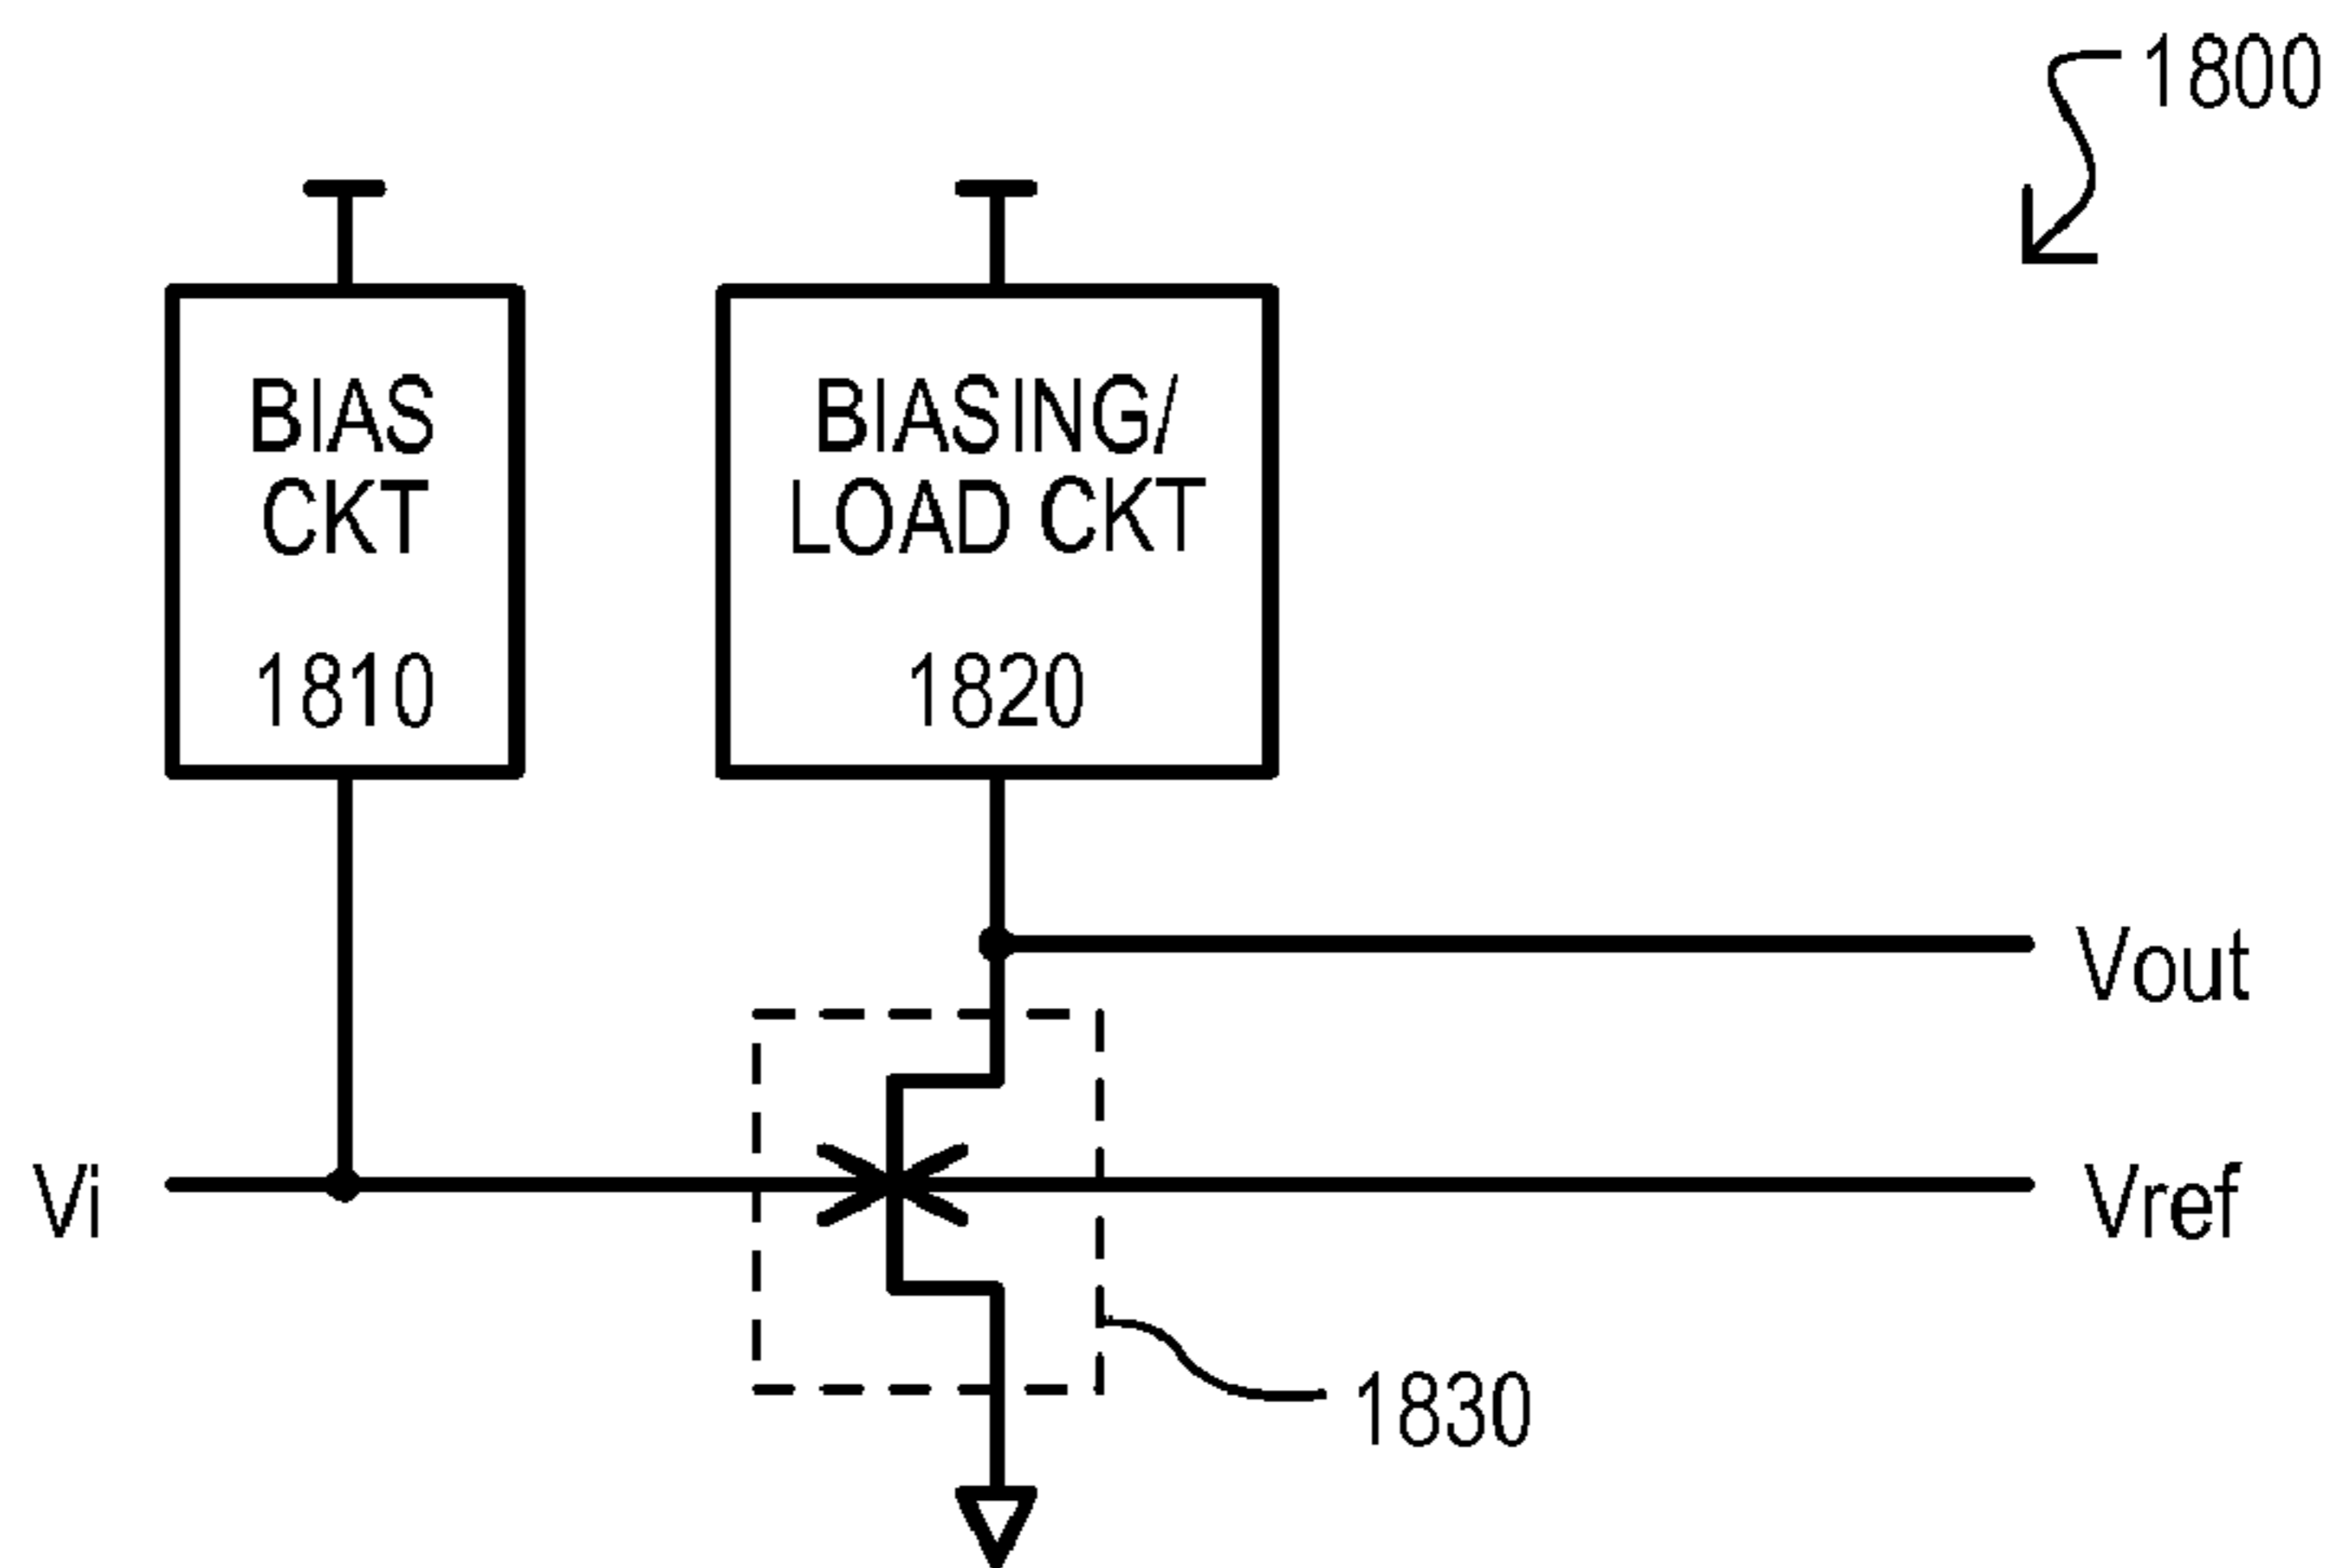 1800
BIAS
CKT
1810
BIASING/
LOAD CKT
1820
Vout
Vi
Vref
1830